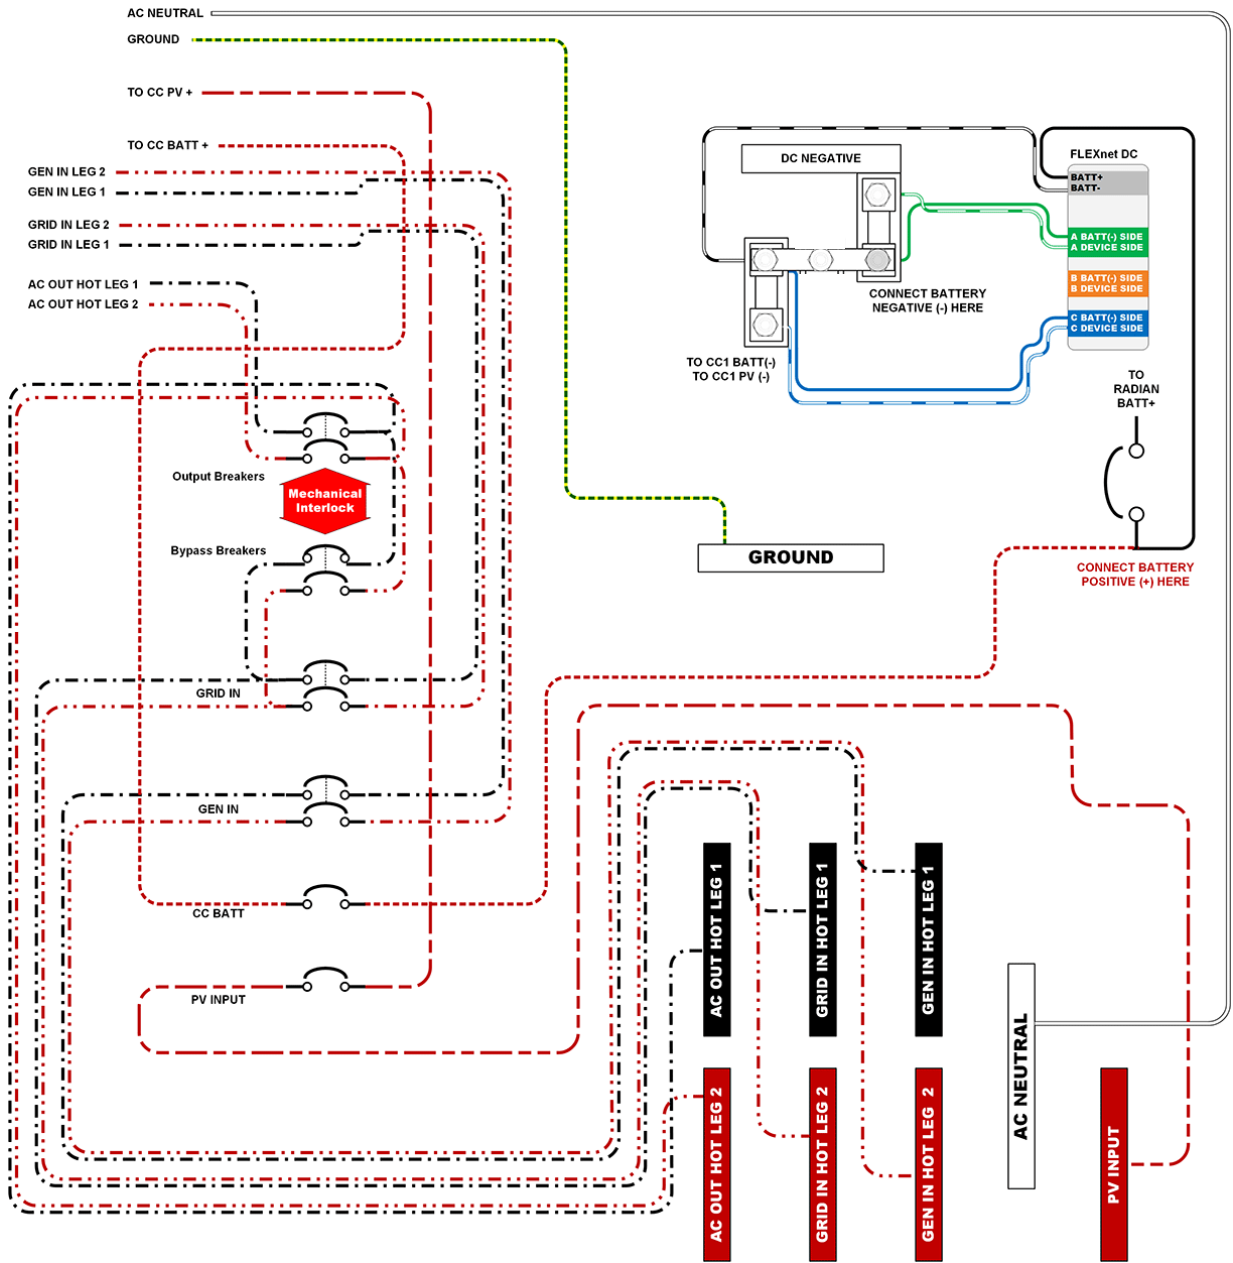 AC NEUTRAL
GROUND
TO CC PV +
TO CC BATT +
GEN IN LEG 2
GEN IN LEG 1
GRID IN LEG 2
GRID IN LEG 1
AC OUT HOT LEG 1
AC OUT HOT LEG 2
DC NEGATIVE
FLEXnet DC
BATT+
BATT-
A BATT(-) SIDE
A DEVICE SIDE
B BATT(-) SIDE
B DEVICE SIDE
C BATT(-) SIDE
C DEVICE SIDE
CONNECT BATTERY
NEGATIVE (-) HERE
TO CC1 BATT(-)
TO CC1 PV (-)
TO
RADIAN
BATT+
Output Breakers
Mechanical
Interlock
Bypass Breakers
GROUND
CONNECT BATTERY
POSITIVE (+) HERE
GRID IN
GEN IN
CC BATT
PV INPUT
AC OUT HOT LEG 1
GRID IN HOT LEG 1
GEN IN HOT LEG 1
AC NEUTRAL
AC OUT HOT LEG 2
GRID IN HOT LEG 2
GEN IN HOT LEG 2
PV INPUT